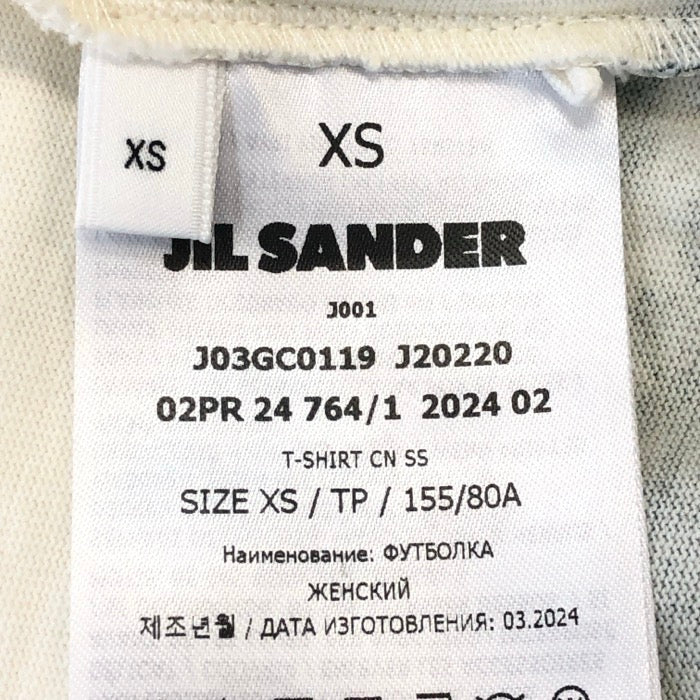 XS
XS
JIL SANDER
J001
J03GC0119 J20220
02PR 24 764/1 2024 02
T-SHIRT CN SS
SIZE XS / TP / 155/80A
Наименование: ФУТБОЛКА
ЖЕНСКИЙ
제조년월 / ДАТА ИЗГОТОВЛЕНИЯ: 03.2024